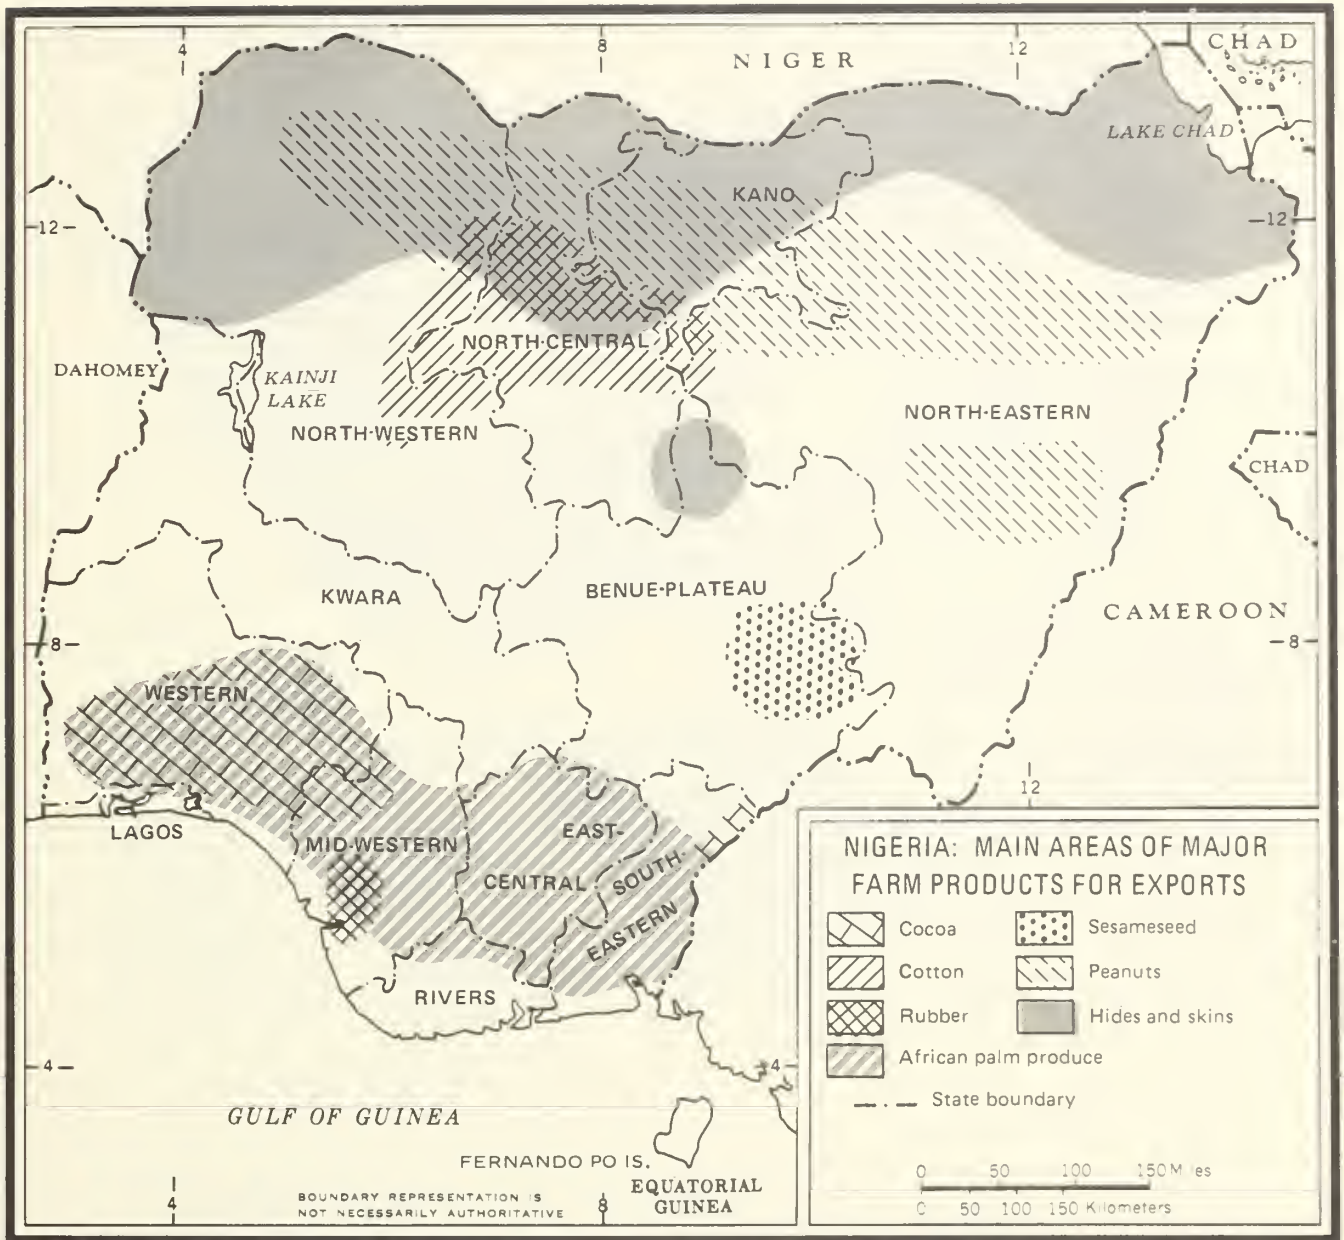 4
8
12
NIGER
CHAD
LAKE CHAD
KANO
12
12
NORTH-CENTRAL
DAHOMEY
KAINJI
LAKE
NORTH-WESTERN
NORTH-EASTERN
CHAD
KWARA
BENUE-PLATEAU
CAMEROON
8
8
WESTERN
12
LAGOS
MID-WESTERN
EAST-
CENTRAL
SOUTH-
EASTERN
RIVERS
4
4
GULF OF GUINEA
FERNANDO PO IS.
EQUATORIAL
GUINEA
4
8
BOUNDARY REPRESENTATION IS
NOT NECESSARILY AUTHORITATIVE
NIGERIA: MAIN AREAS OF MAJOR
FARM PRODUCTS FOR EXPORTS
Cocoa
Sesameseed
Cotton
Peanuts
Rubber
Hides and skins
African palm produce
State boundary
0 50 100 150 Miles
0 50 100 150 Kilometers